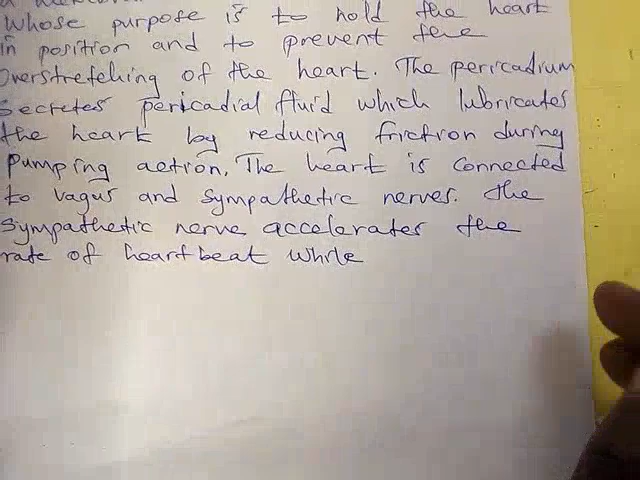 whose purpose is to hold the heart
in position and to prevent the
overstretching of the heart. The pericadium
secretes pericadial fluid which lubricates
the heart by reducing friction during
pumping action. The heart is connected
to vagus and sympathetic nerves. The
sympathetic nerve accelerates the
rate of heartbeat while